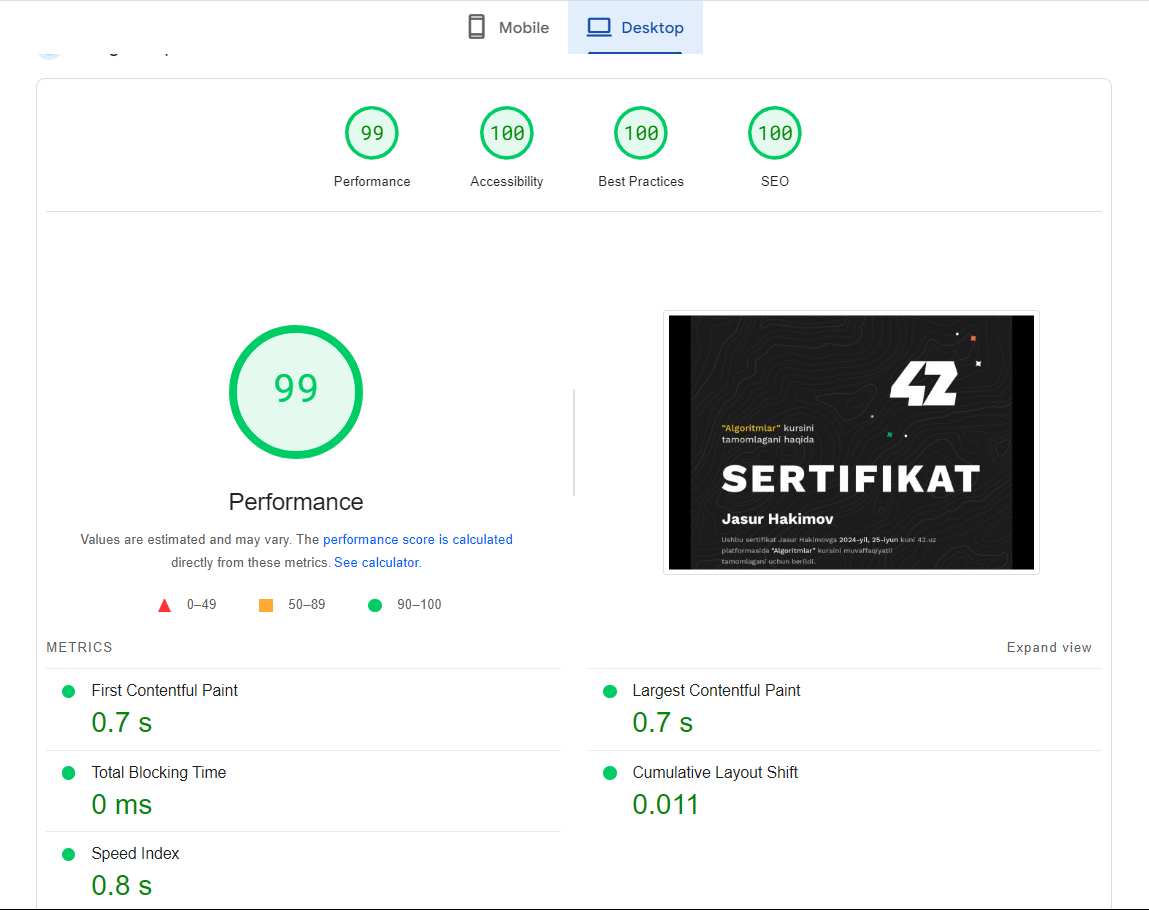 Mobile
Desktop
99
100
100
100
Performance
Accessibility
Best Practices
SEO
99
Performance
Values are estimated and may vary. The performance score is calculated
directly from these metrics. See calculator.
0–49
50–89
90–100
42
"Algoritmlar" kursini
tamomlagani haqida
SERTIFIKAT
Jasur Hakimov
Ushbu sertifikat Jasur Hakimovga 2024-yil, 25-iyun kuni 42.uz
platformasida "Algoritmlar" kursini muvaffaqiyatli
tamomlagani uchun berildi.
METRICS
Expand view
First Contentful Paint
0.7 s
Largest Contentful Paint
0.7 s
Total Blocking Time
0 ms
Cumulative Layout Shift
0.011
Speed Index
0.8 s